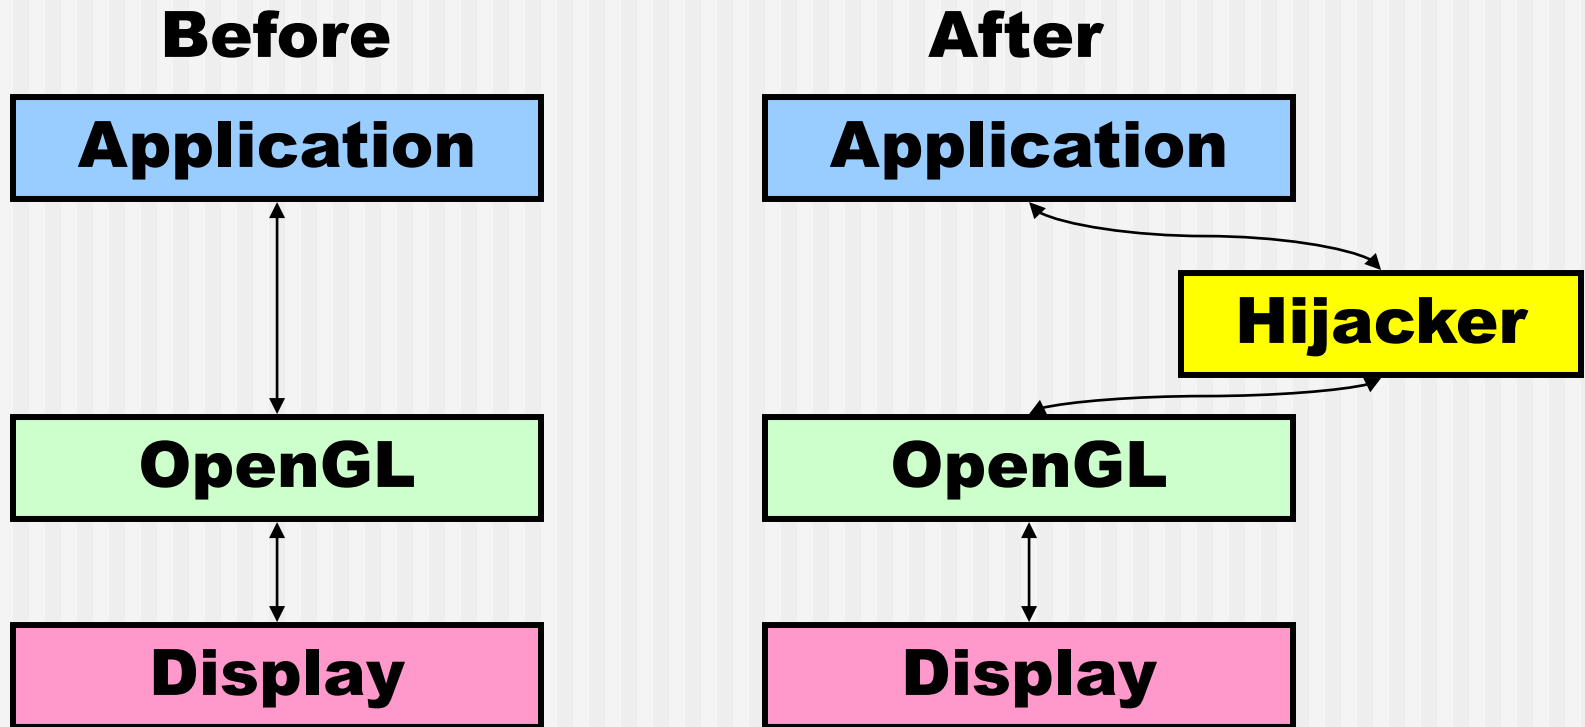 Before
Application
OpenGL
Display
After
Application
Hijacker
OpenGL
Display